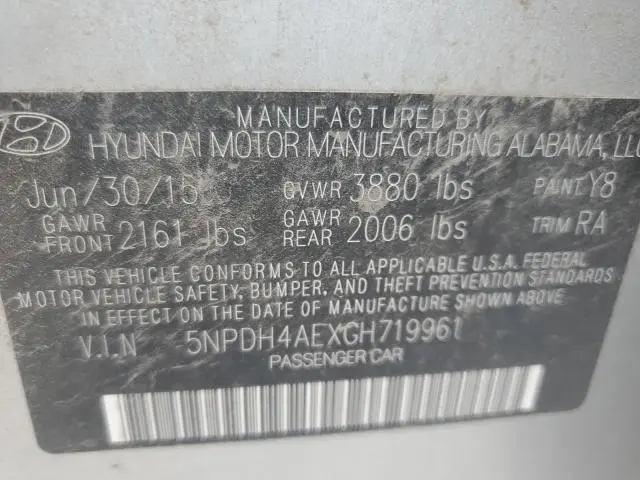 MANUFACTURED BY
HYUNDAI MOTOR MANUFACTURING ALABAMA, LLC
Jun/30/15 GVWR 3880 lbs PAINT Y8
GAWR FRONT 2161 lbs GAWR REAR 2006 lbs TRIM RA
THIS VEHICLE CONFORMS TO ALL APPLICABLE U.S.A. FEDERAL
MOTOR VEHICLE SAFETY, BUMPER, AND THEFT PREVENTION STANDARDS
IN EFFECT ON THE DATE OF MANUFACTURE SHOWN ABOVE.
V.I.N 5NPDH4AEXGH719961
PASSENGER CAR